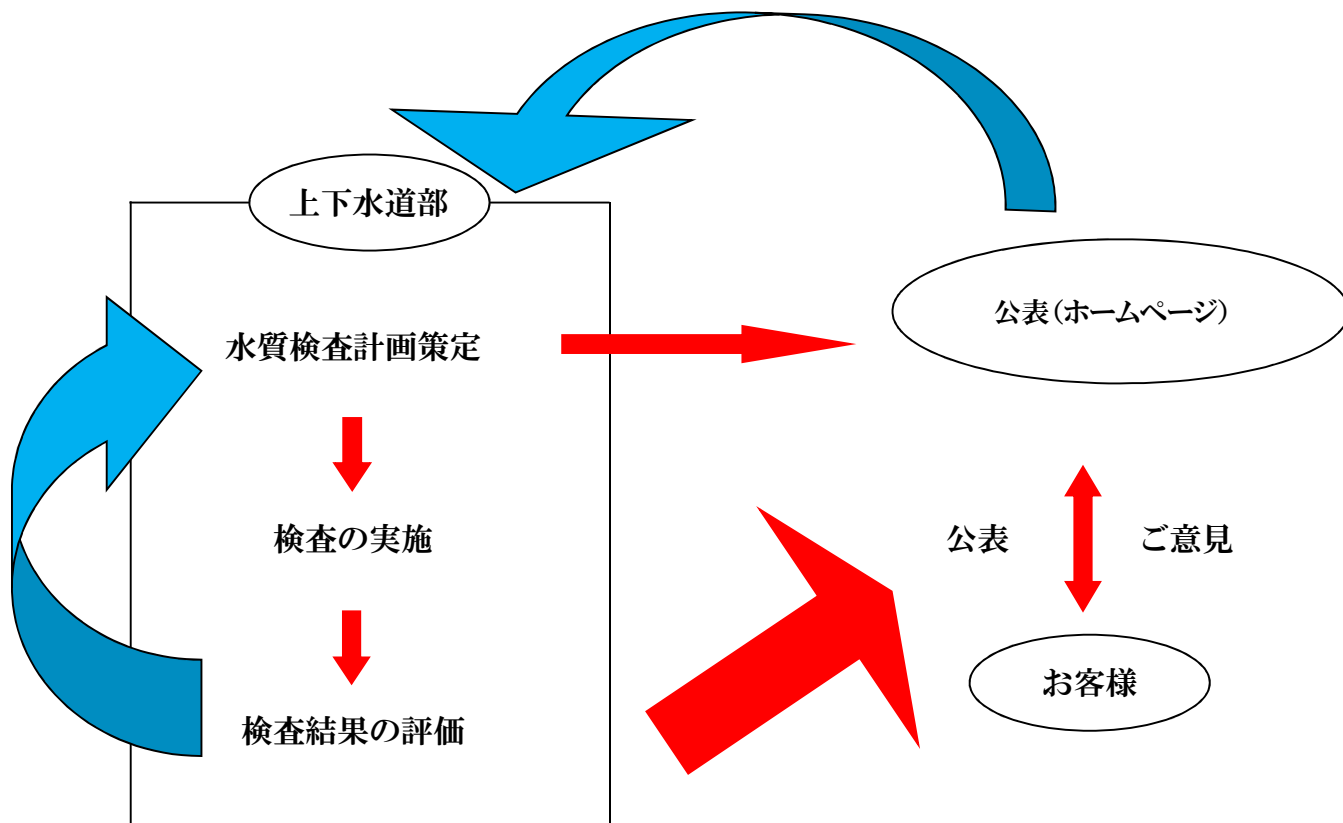 上下水道部
公表（ホームページ）
水質検査計画策定
検査の実施
公表
ご意見
お客様
検査結果の評価